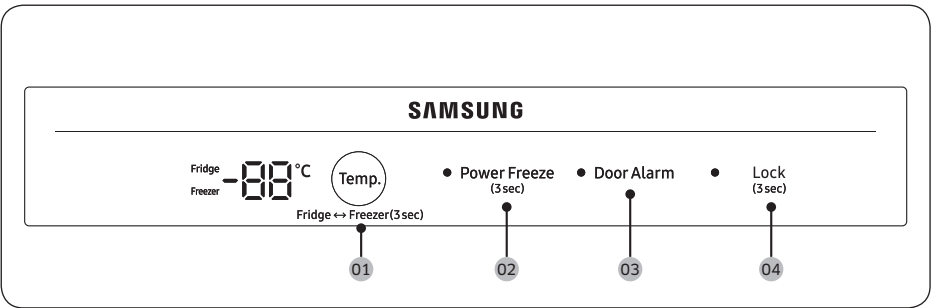 SAMSUNG
Fridge
Freezer
-88°C
Temp.
Fridge ↔ Freezer(3sec)
Power Freeze
(3sec)
Door Alarm
Lock
(3sec)
01
02
03
04